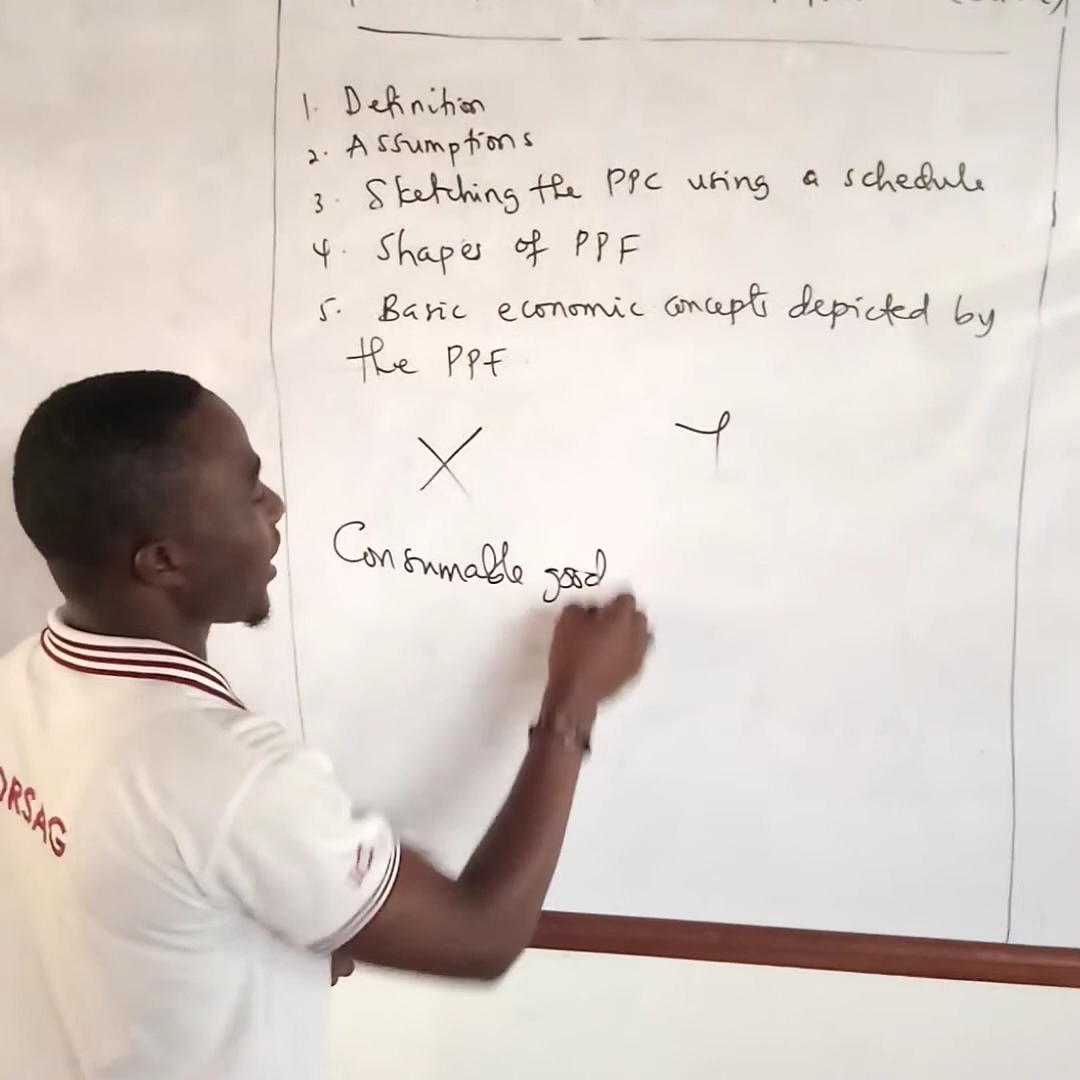 1. Definition
2. Assumptions
3. Sketching the PPC using a schedule
4. Shapes of PPF
5. Basic economic concepts depicted by
the PPF
X Y
Consumable good
ORSAG